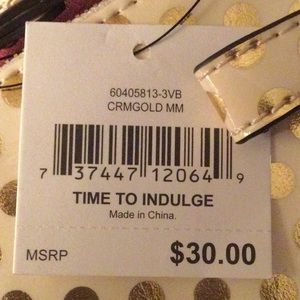 60405813-3VB
CRMGOLD MM
7 37447 12064 9
TIME TO INDULGE
Made in China.
MSRP $30.00